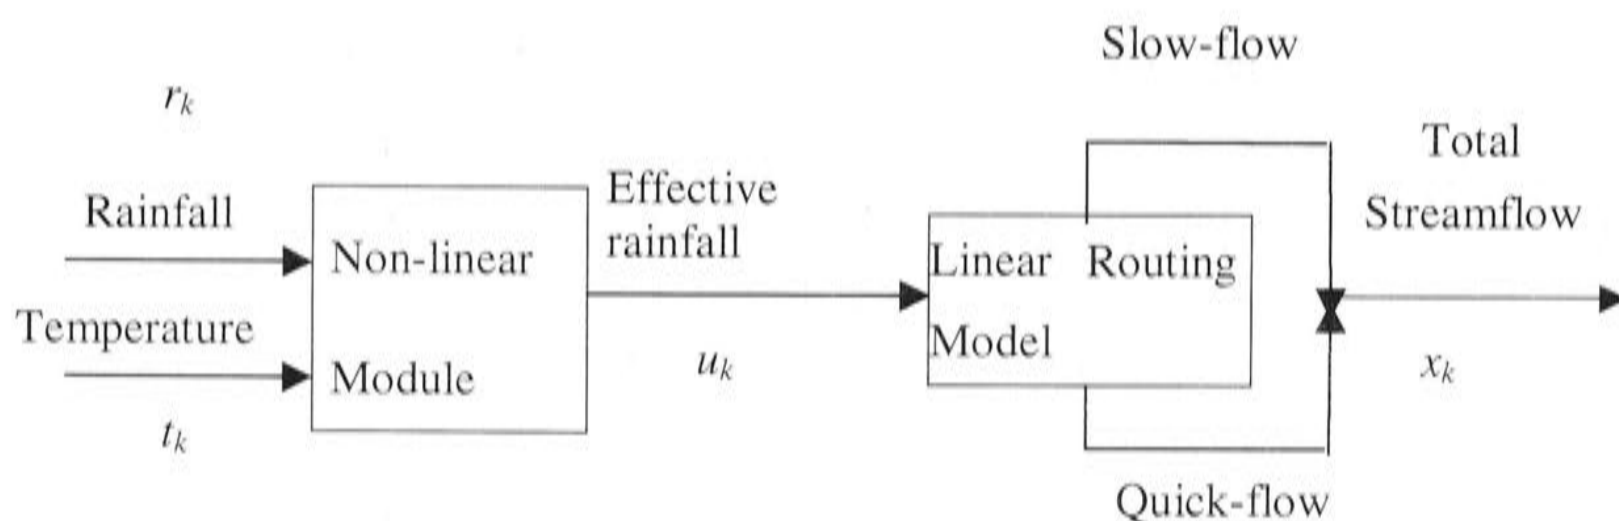 r_k
Rainfall
Temperature
t_k
Non-linear
Module
Effective
rainfall
u_k
Slow-flow
Linear Routing
Model
Quick-flow
Total
Streamflow
x_k